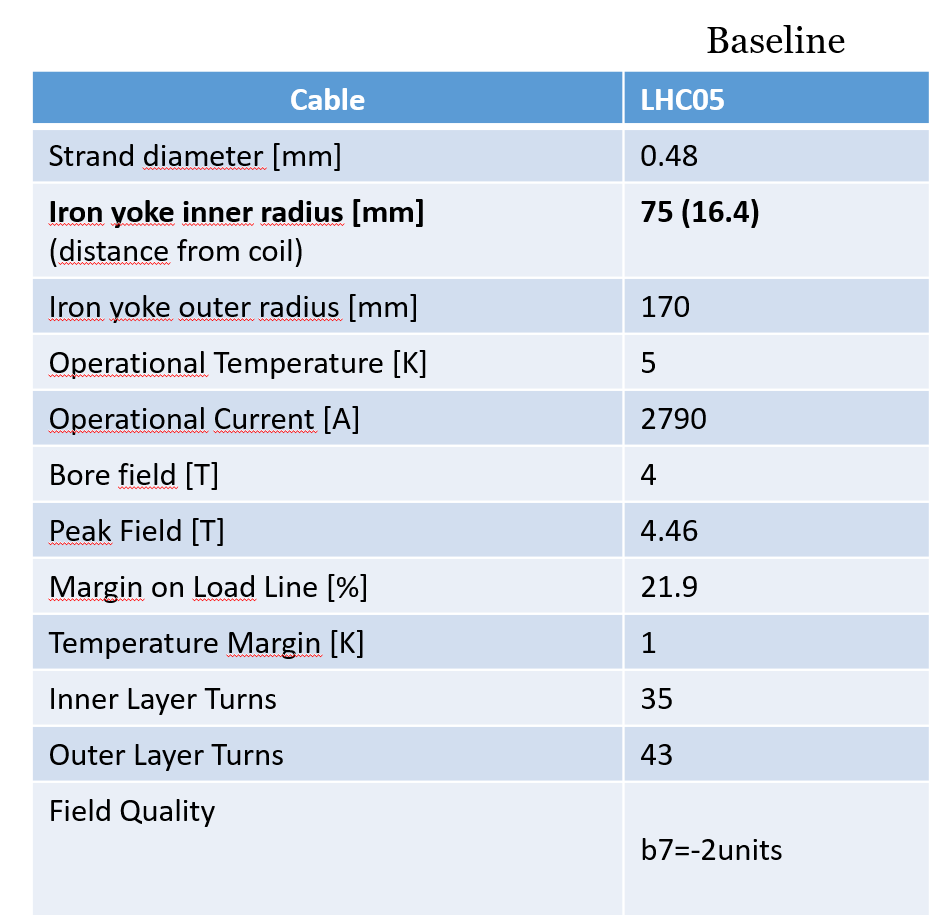 Baseline
Cable LHC05
Strand diameter [mm] 0.48
Iron yoke inner radius [mm] 75 (16.4)
(distance from coil)
Iron yoke outer radius [mm] 170
Operational Temperature [K] 5
Operational Current [A] 2790
Bore field [T] 4
Peak Field [T] 4.46
Margin on Load Line [%] 21.9
Temperature Margin [K] 1
Inner Layer Turns 35
Outer Layer Turns 43
Field Quality
b7=-2units